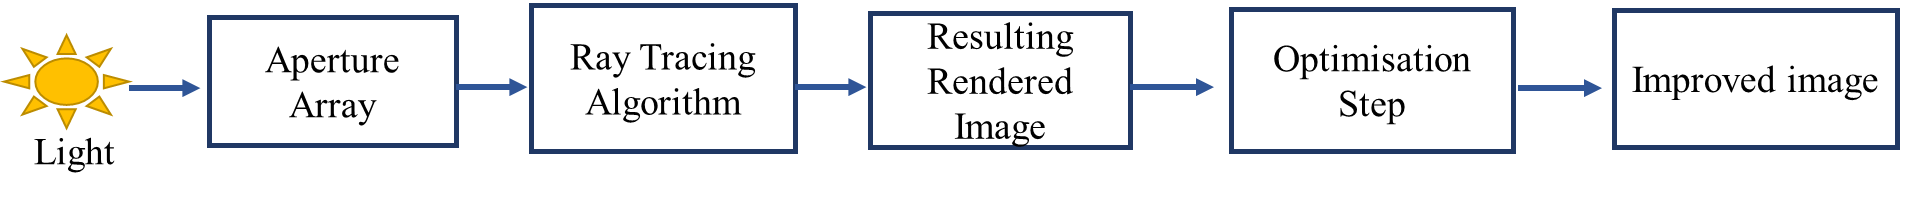 Light
Aperture
Array
Ray Tracing
Algorithm
Resulting
Rendered
Image
Optimisation
Step
Improved image